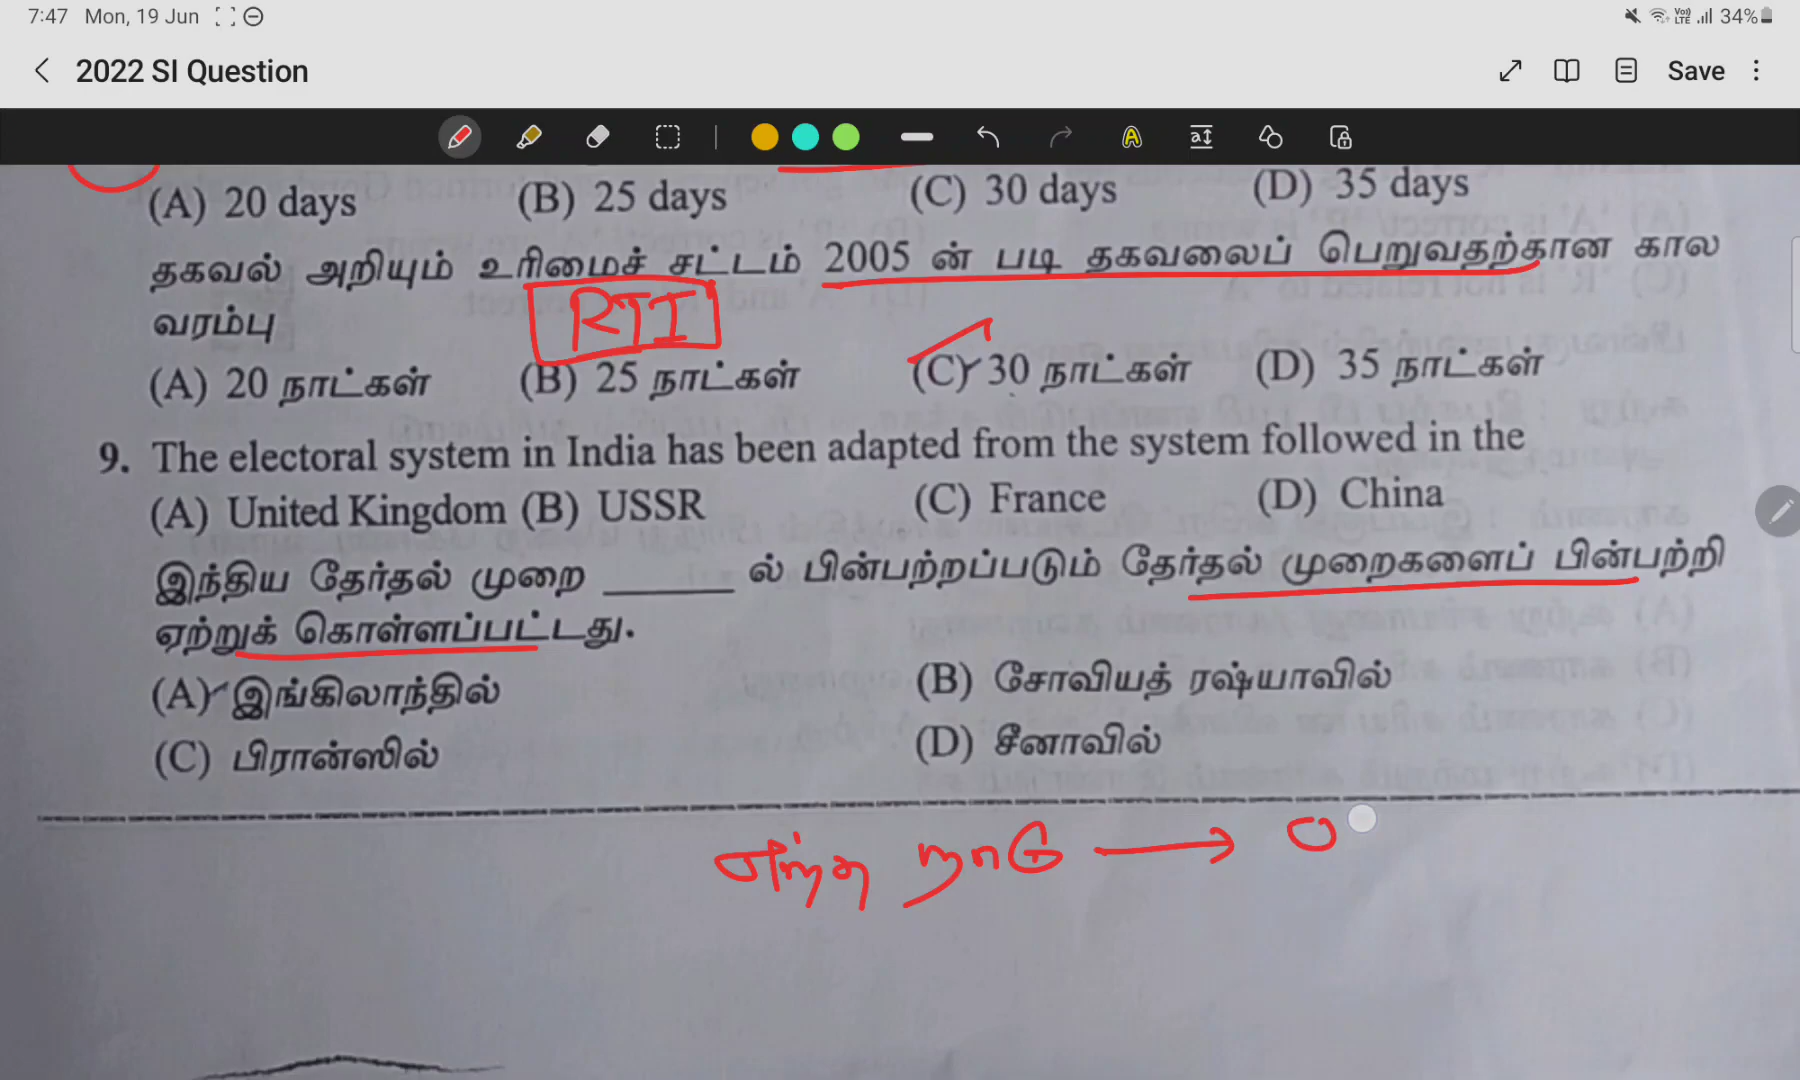 7:47 Mon, 19 Jun
34%
2022 SI Question
Save
(A) 20 days (B) 25 days (C) 30 days (D) 35 days
தகவல் அறியும் உரிமைச் சட்டம் 2005 ன் படி தகவலைப் பெறுவதற்கான கால
வரம்பு
RTI
(A) 20 நாட்கள் (B) 25 நாட்கள் (C) 30 நாட்கள் (D) 35 நாட்கள்
9. The electoral system in India has been adapted from the system followed in the
(A) United Kingdom (B) USSR (C) France (D) China
இந்திய தேர்தல் முறை ______ ல் பின்பற்றப்படும் தேர்தல் முறைகளைப் பின்பற்றி
ஏற்றுக் கொள்ளப்பட்டது.
(A) இங்கிலாந்தில் (B) சோவியத் ரஷ்யாவில்
(C) பிரான்ஸில் (D) சீனாவில்
எந்த நாடு →